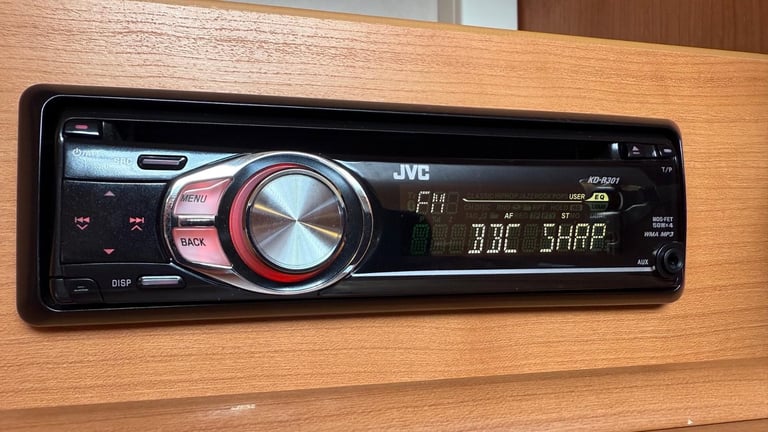 JVC
KD-R301
T/P
SRC
MENU
FM
USER
EQ
AF
ST
MOS-FET
50W×4
BACK
BBC SHRP
WMA MP3
DISP
AUX